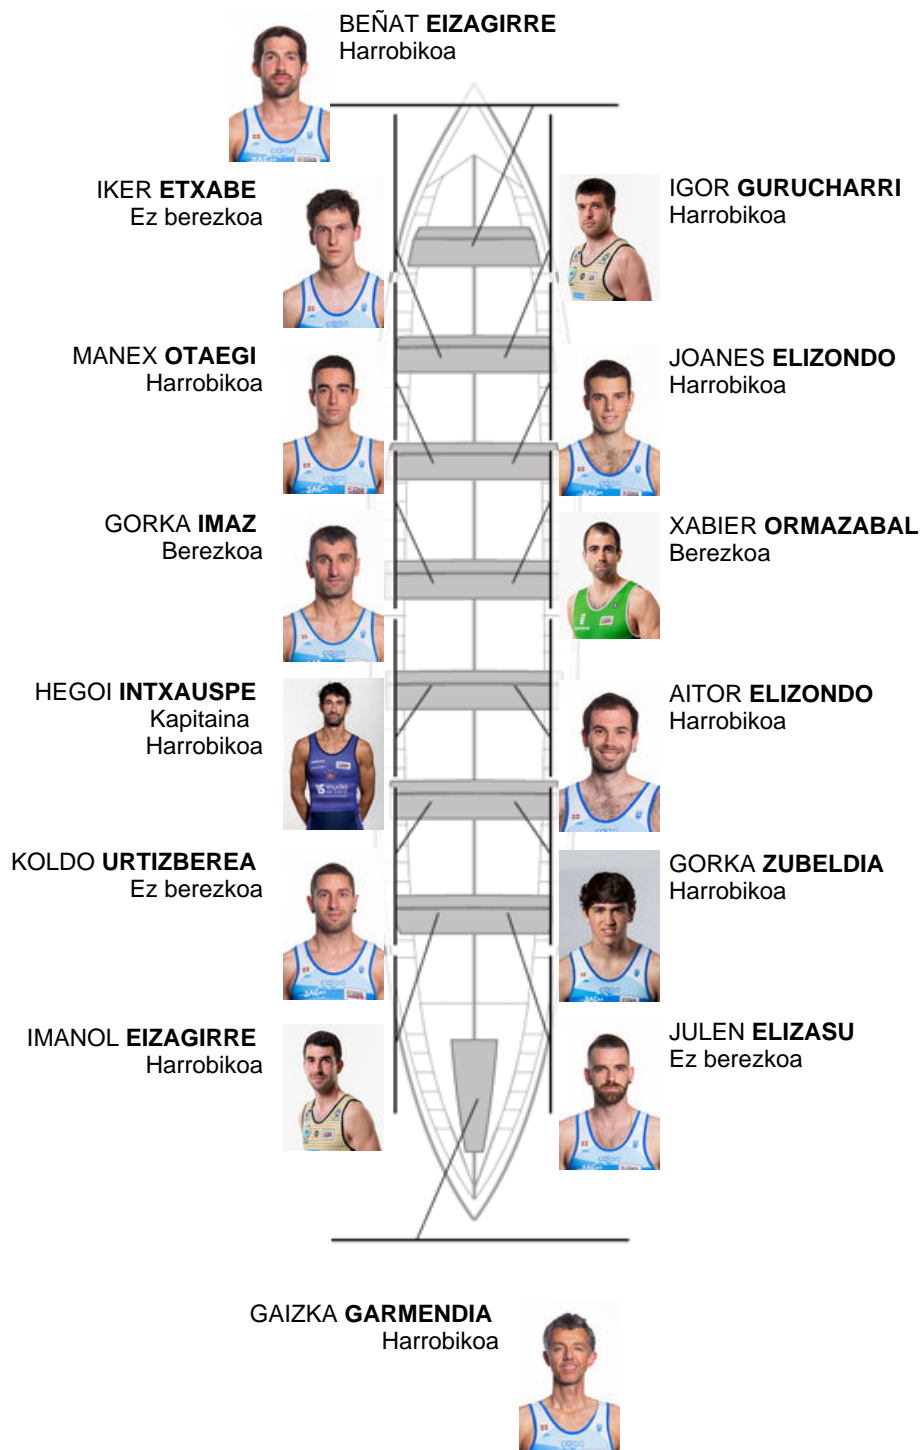 BEÑAT EIZAGIRRE
Harrobikoa
IKER ETXABE
Ez berezkoa
IGOR GURUCHARRI
Harrobikoa
MANEX OTAEGI
Harrobikoa
JOANES ELIZONDO
Harrobikoa
GORKA IMAZ
Berezkoa
XABIER ORMAZABAL
Berezkoa
HEGOI INTXAUSPE
Kapitaina
Harrobikoa
AITOR ELIZONDO
Harrobikoa
KOLDO URTIZBEREA
Ez berezkoa
GORKA ZUBELDIA
Harrobikoa
IMANOL EIZAGIRRE
Harrobikoa
JULEN ELIZASU
Ez berezkoa
GAIZKA GARMENDIA
Harrobikoa